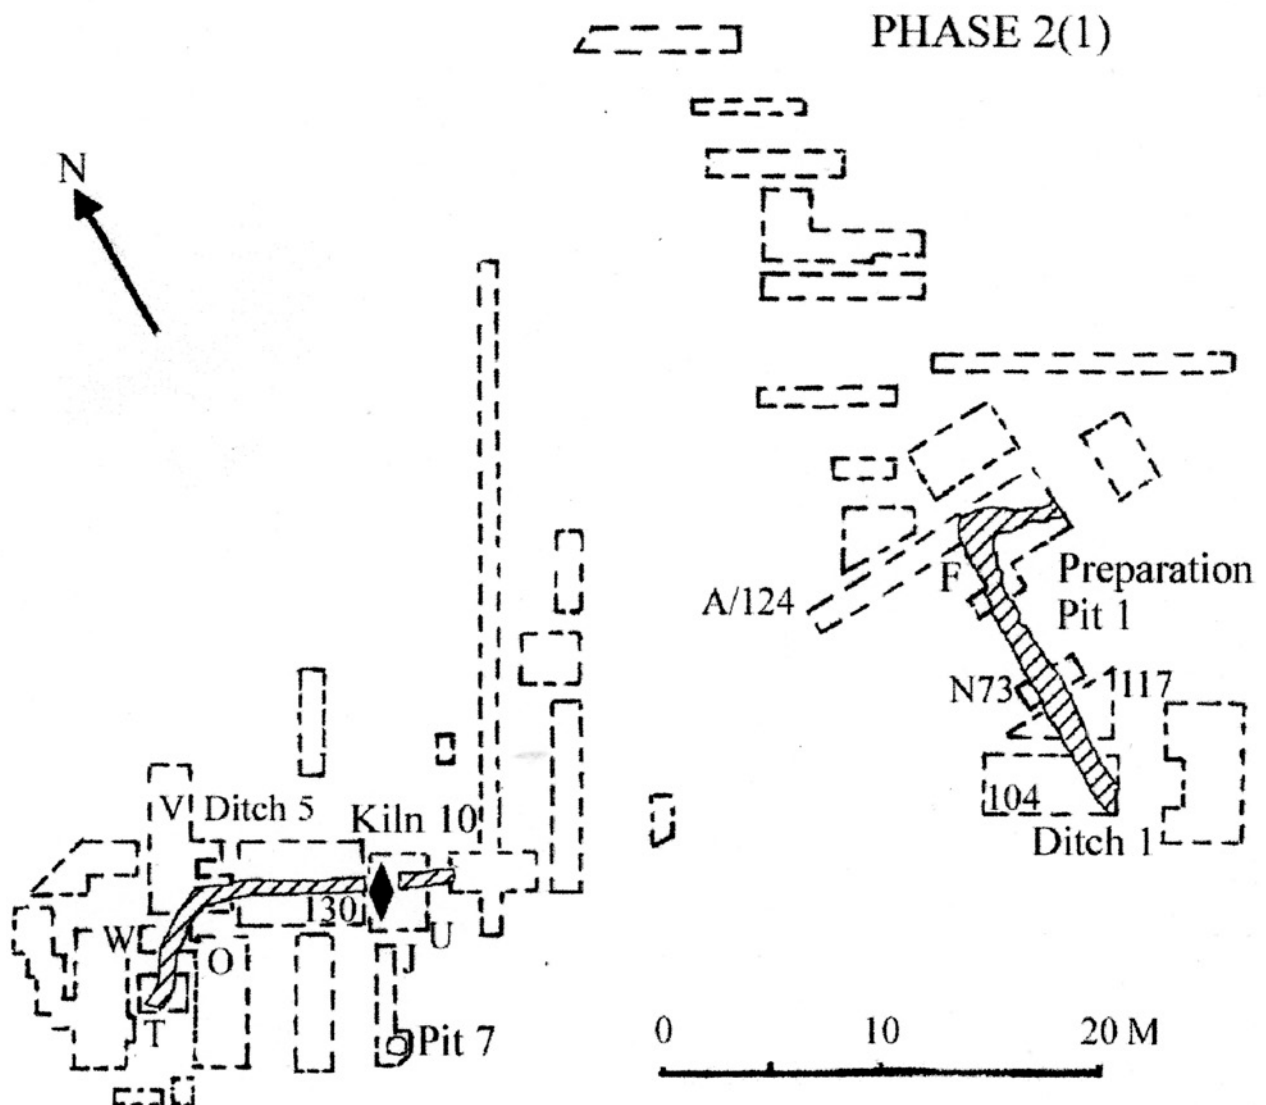 PHASE 2(1)
N
A/124
F
Preparation
Pit 1
N73
117
104
Ditch 1
V
Ditch 5
Kiln 10
130
W
O
U
J
T
Pit 7
0
10
20 M